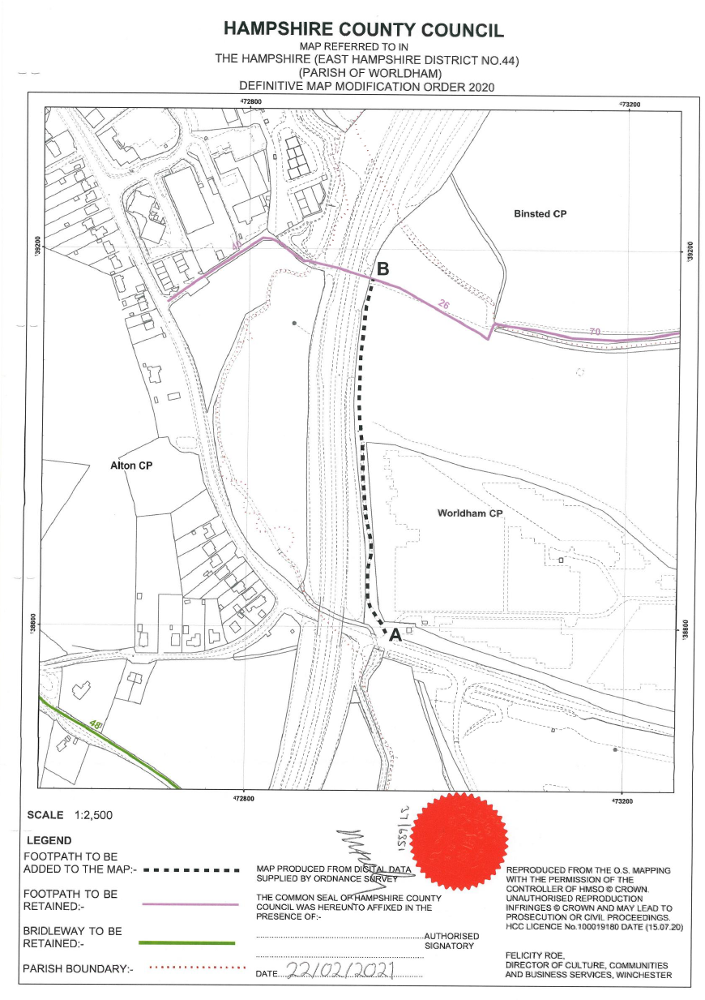 HAMPSHIRE COUNTY COUNCIL
MAP REFERRED TO IN
THE HAMPSHIRE (EAST HAMPSHIRE DISTRICT NO.44)
(PARISH OF WORLDHAM)
DEFINITIVE MAP MODIFICATION ORDER 2020
472800
473200
Binsted CP
139200
139200
40
B
26
70
Alton CP
Worldham CP
138800
138800
A
48
472800
473200
SCALE 1:2,500
LEGEND
FOOTPATH TO BE
ADDED TO THE MAP:-
FOOTPATH TO BE
RETAINED:-
BRIDLEWAY TO BE
RETAINED:-
PARISH BOUNDARY:-
MAP PRODUCED FROM DIGITAL DATA
SUPPLIED BY ORDNANCE SURVEY
THE COMMON SEAL OF HAMPSHIRE COUNTY
COUNCIL WAS HEREUNTO AFFIXED IN THE
PRESENCE OF:-
AUTHORISED
SIGNATORY
DATE 22/02/2021
REPRODUCED FROM THE O.S. MAPPING
WITH THE PERMISSION OF THE
CONTROLLER OF HMSO © CROWN.
UNAUTHORISED REPRODUCTION
INFRINGES © CROWN AND MAY LEAD TO
PROSECUTION OR CIVIL PROCEEDINGS.
HCC LICENCE No.100019180 DATE (15.07.20)
FELICITY ROE,
DIRECTOR OF CULTURE, COMMUNITIES
AND BUSINESS SERVICES, WINCHESTER